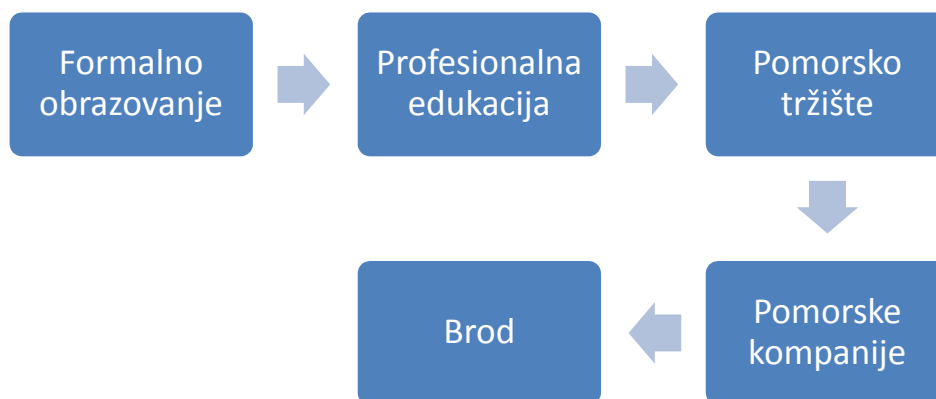 Formalno
obrazovanje
Profesionalna
edukacija
Pomorsko
tržište
Brod
Pomorske
kompanije